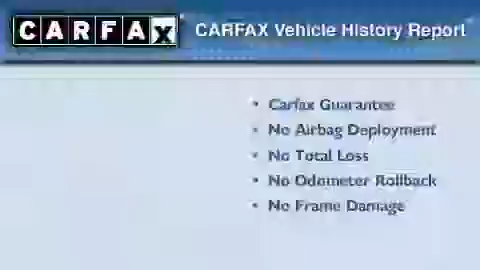 CARFAX CARFAX Vehicle History Report
• Carfax Guarantee
• No Airbag Deployment
• No Total Loss
• No Odometer Rollback
• No Frame Damage